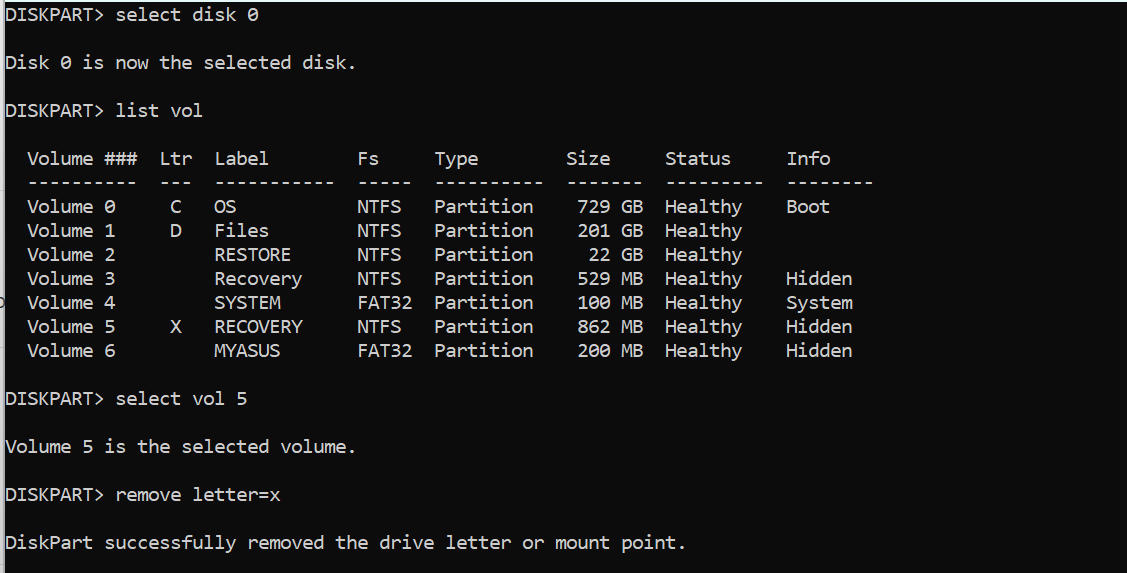 DISKPART> select disk 0
Disk 0 is now the selected disk.
DISKPART> list vol
  Volume ###  Ltr  Label        Fs     Type        Size     Status     Info
  ----------  ---  -----------  -----  ----------  -------  ---------  --------
  Volume 0     C   OS           NTFS   Partition    729 GB  Healthy    Boot
  Volume 1     D   Files        NTFS   Partition    201 GB  Healthy
  Volume 2         RESTORE      NTFS   Partition     22 GB  Healthy
  Volume 3         Recovery     NTFS   Partition    529 MB  Healthy    Hidden
  Volume 4         SYSTEM       FAT32  Partition    100 MB  Healthy    System
  Volume 5     X   RECOVERY     NTFS   Partition    862 MB  Healthy    Hidden
  Volume 6         MYASUS       FAT32  Partition    200 MB  Healthy    Hidden
DISKPART> select vol 5
Volume 5 is the selected volume.
DISKPART> remove letter=x
DiskPart successfully removed the drive letter or mount point.